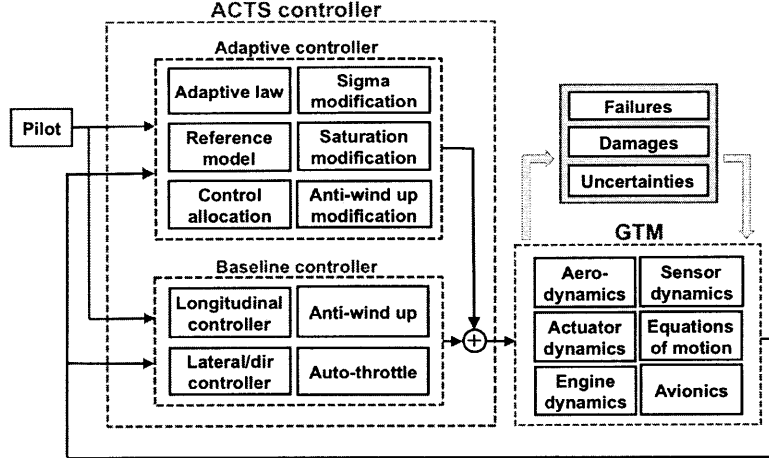 ACTS controller
Adaptive controller
Adaptive law
Sigma
modification
Reference
model
Saturation
modification
Control
allocation
Anti-wind up
modification
Pilot
Baseline controller
Longitudinal
controller
Anti-wind up
Lateral/dir
controller
Auto-throttle
+
Failures
Damages
Uncertainties
GTM
Aero-
dynamics
Sensor
dynamics
Actuator
dynamics
Equations
of motion
Engine
dynamics
Avionics